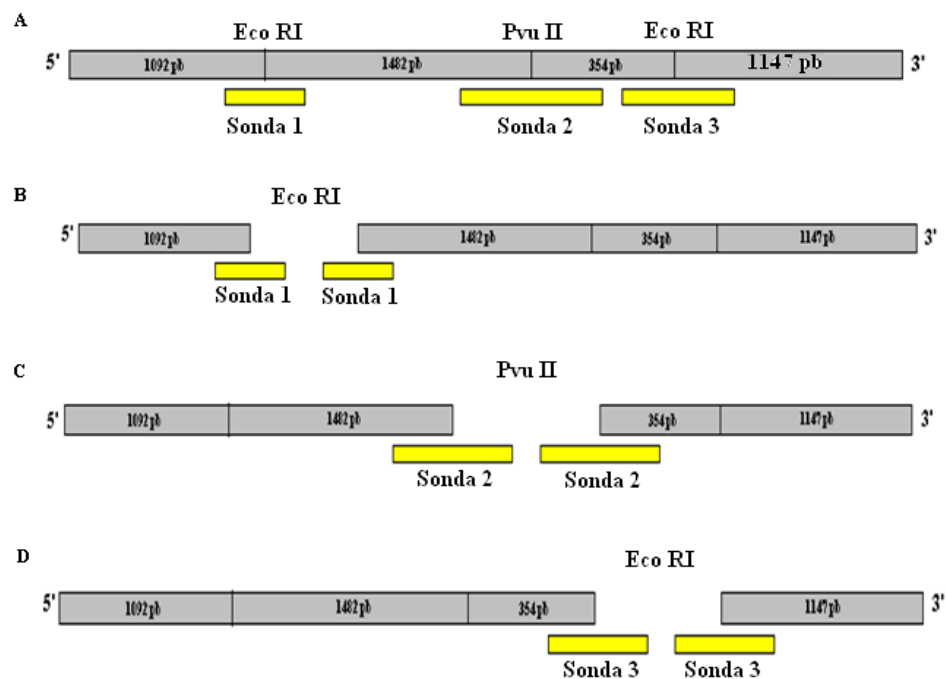 A
Eco RI Pvu II Eco RI
5' 1092 pb 1482 pb 354 pb 1147 pb 3'
Sonda 1 Sonda 2 Sonda 3
B
Eco RI
5' 1092 pb 1482 pb 354 pb 1147 pb 3'
Sonda 1 Sonda 1
C
Pvu II
5' 1092 pb 1482 pb 354 pb 1147 pb 3'
Sonda 2 Sonda 2
D
Eco RI
5' 1092 pb 1482 pb 354 pb 1147 pb 3'
Sonda 3 Sonda 3